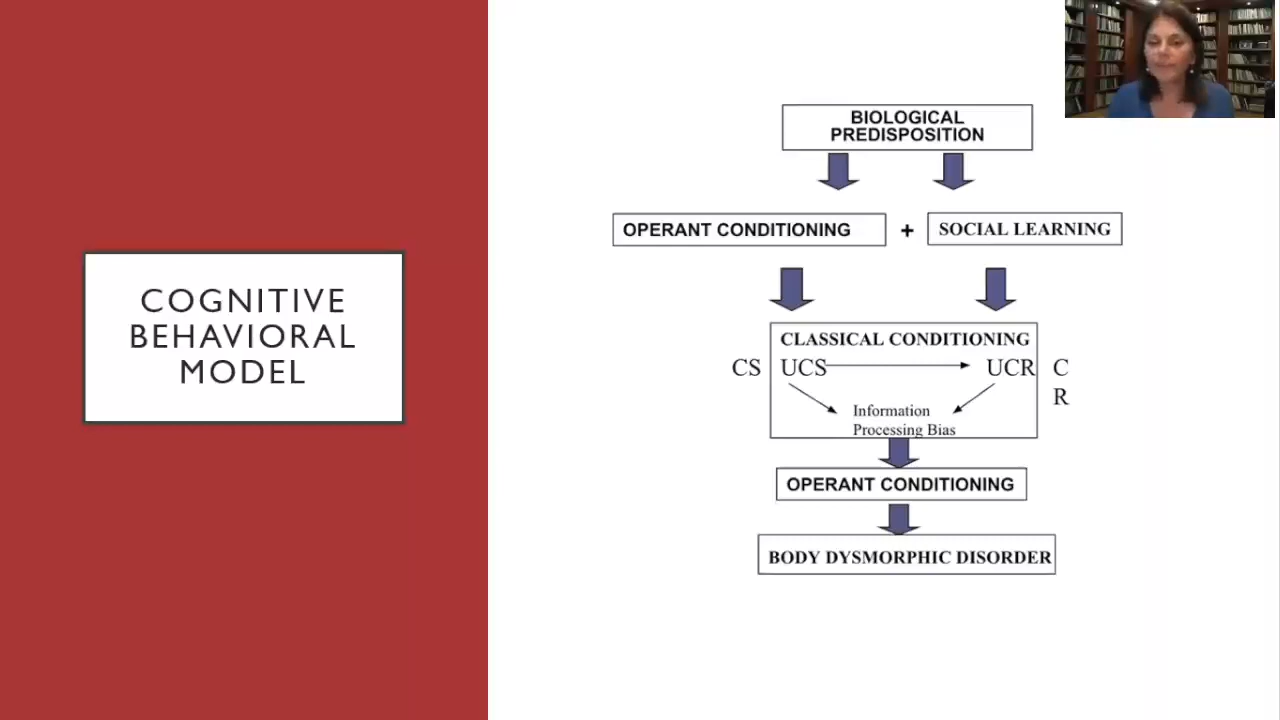 COGNITIVE
BEHAVIORAL
MODEL
BIOLOGICAL
PREDISPOSITION
OPERANT CONDITIONING + SOCIAL LEARNING
CLASSICAL CONDITIONING
CS UCS UCR C
R
Information
Processing Bias
OPERANT CONDITIONING
BODY DYSMORPHIC DISORDER